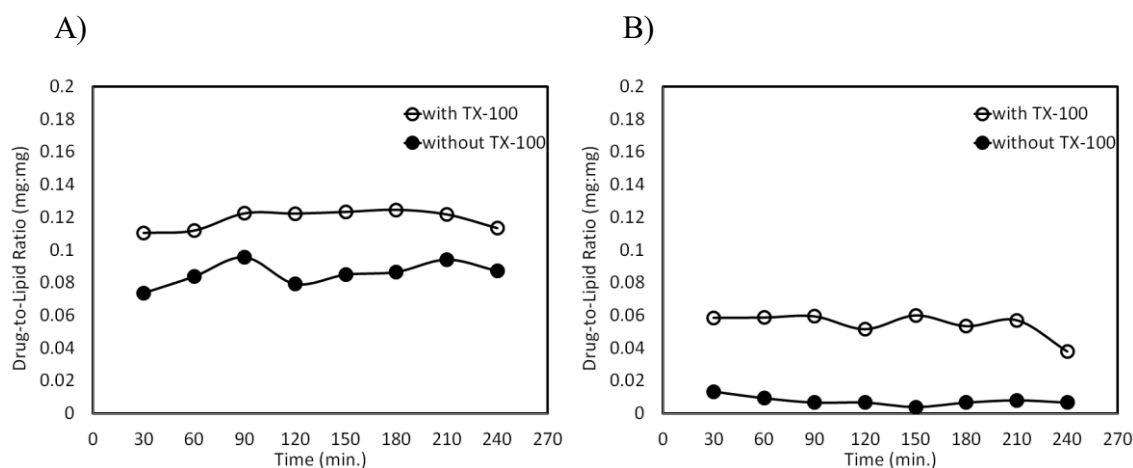 A)
B)
0.2
0.18
0.16
0.14
0.12
0.1
0.08
0.06
0.04
0.02
0
Drug-to-Lipid Ratio (mg:mg)
with TX-100
without TX-100
0 30 60 90 120 150 180 210 240 270
Time (min.)
0.2
0.18
0.16
0.14
0.12
0.1
0.08
0.06
0.04
0.02
0
Drug-to-Lipid Ratio (mg:mg)
with TX-100
without TX-100
0 30 60 90 120 150 180 210 240 270
Time (min.)